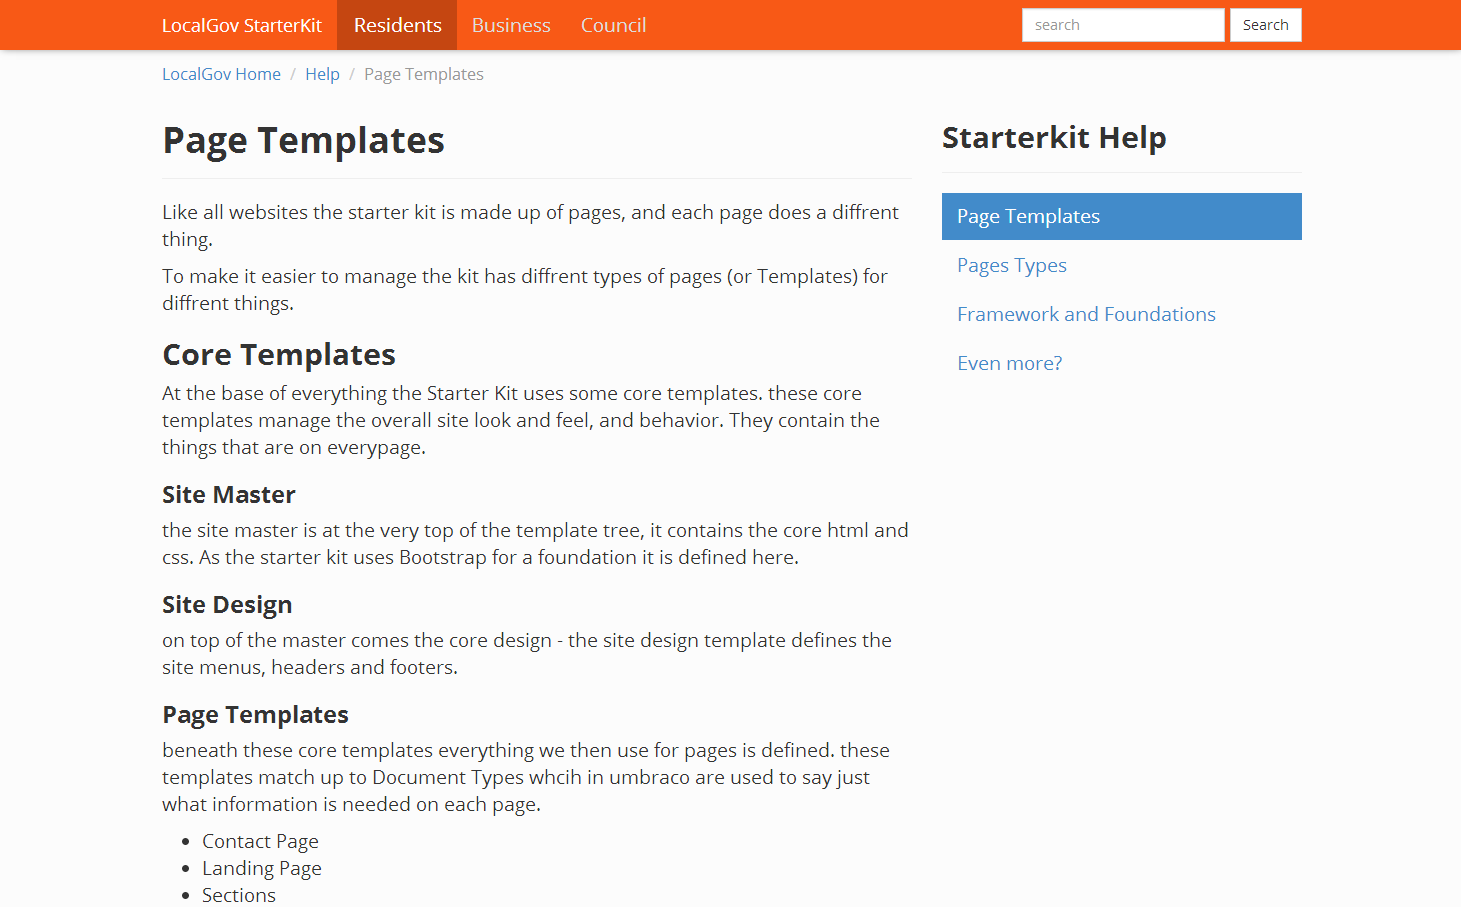 LocalGov StarterKit Residents Business Council search Search
LocalGov Home / Help / Page Templates
Page Templates
Like all websites the starter kit is made up of pages, and each page does a diffrent
thing.
To make it easier to manage the kit has diffrent types of pages (or Templates) for
diffrent things.
Core Templates
At the base of everything the Starter Kit uses some core templates. these core
templates manage the overall site look and feel, and behavior. They contain the
things that are on everypage.
Site Master
the site master is at the very top of the template tree, it contains the core html and
css. As the starter kit uses Bootstrap for a foundation it is defined here.
Site Design
on top of the master comes the core design - the site design template defines the
site menus, headers and footers.
Page Templates
beneath these core templates everything we then use for pages is defined. these
templates match up to Document Types whcih in umbraco are used to say just
what information is needed on each page.
• Contact Page
• Landing Page
• Sections
Starterkit Help
Page Templates
Pages Types
Framework and Foundations
Even more?